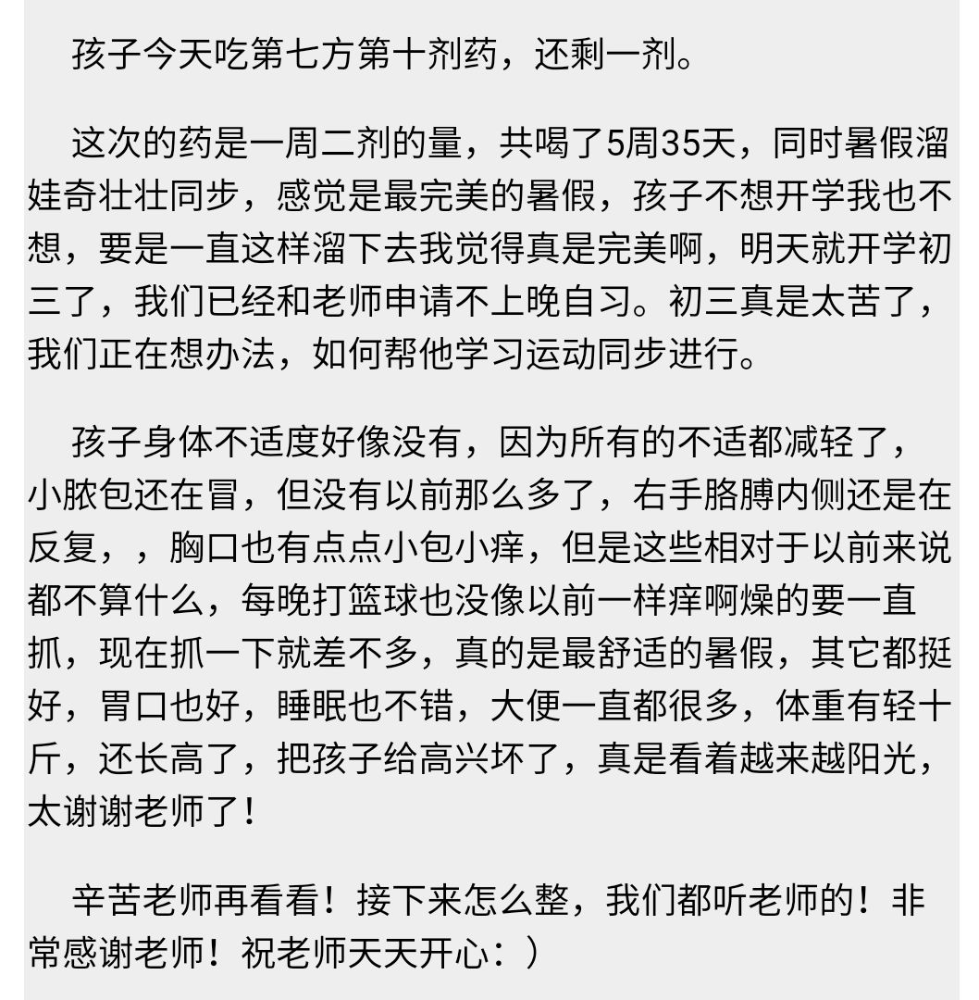 孩子今天吃第七方第十剂药，还剩一剂。
这次的药是一周二剂的量，共喝了5周35天，同时暑假溜
娃奇壮壮同步，感觉是最完美的暑假，孩子不想开学我也不
想，要是一直这样溜下去我觉得真是完美啊，明天就开学初
三了，我们已经和老师申请不上晚自习。初三真是太苦了，
我们正在想办法，如何帮他学习运动同步进行。
孩子身体不适度好像没有，因为所有的不适都减轻了，
小脓包还在冒，但没有以前那么多了，右手胳膊内侧还是在
反复，，胸口也有点点小包小痒，但是这些相对于以前来说
都不算什么，每晚打篮球也没像以前一样痒啊燥的要一直
抓，现在抓一下就差不多，真的是最舒适的暑假，其它都挺
好，胃口也好，睡眠也不错，大便一直都很多，体重有轻十
斤，还长高了，把孩子给高兴坏了，真是看着越来越阳光，
太谢谢老师了！
辛苦老师再看看！接下来怎么整，我们都听老师的！非
常感谢老师！祝老师天天开心：）